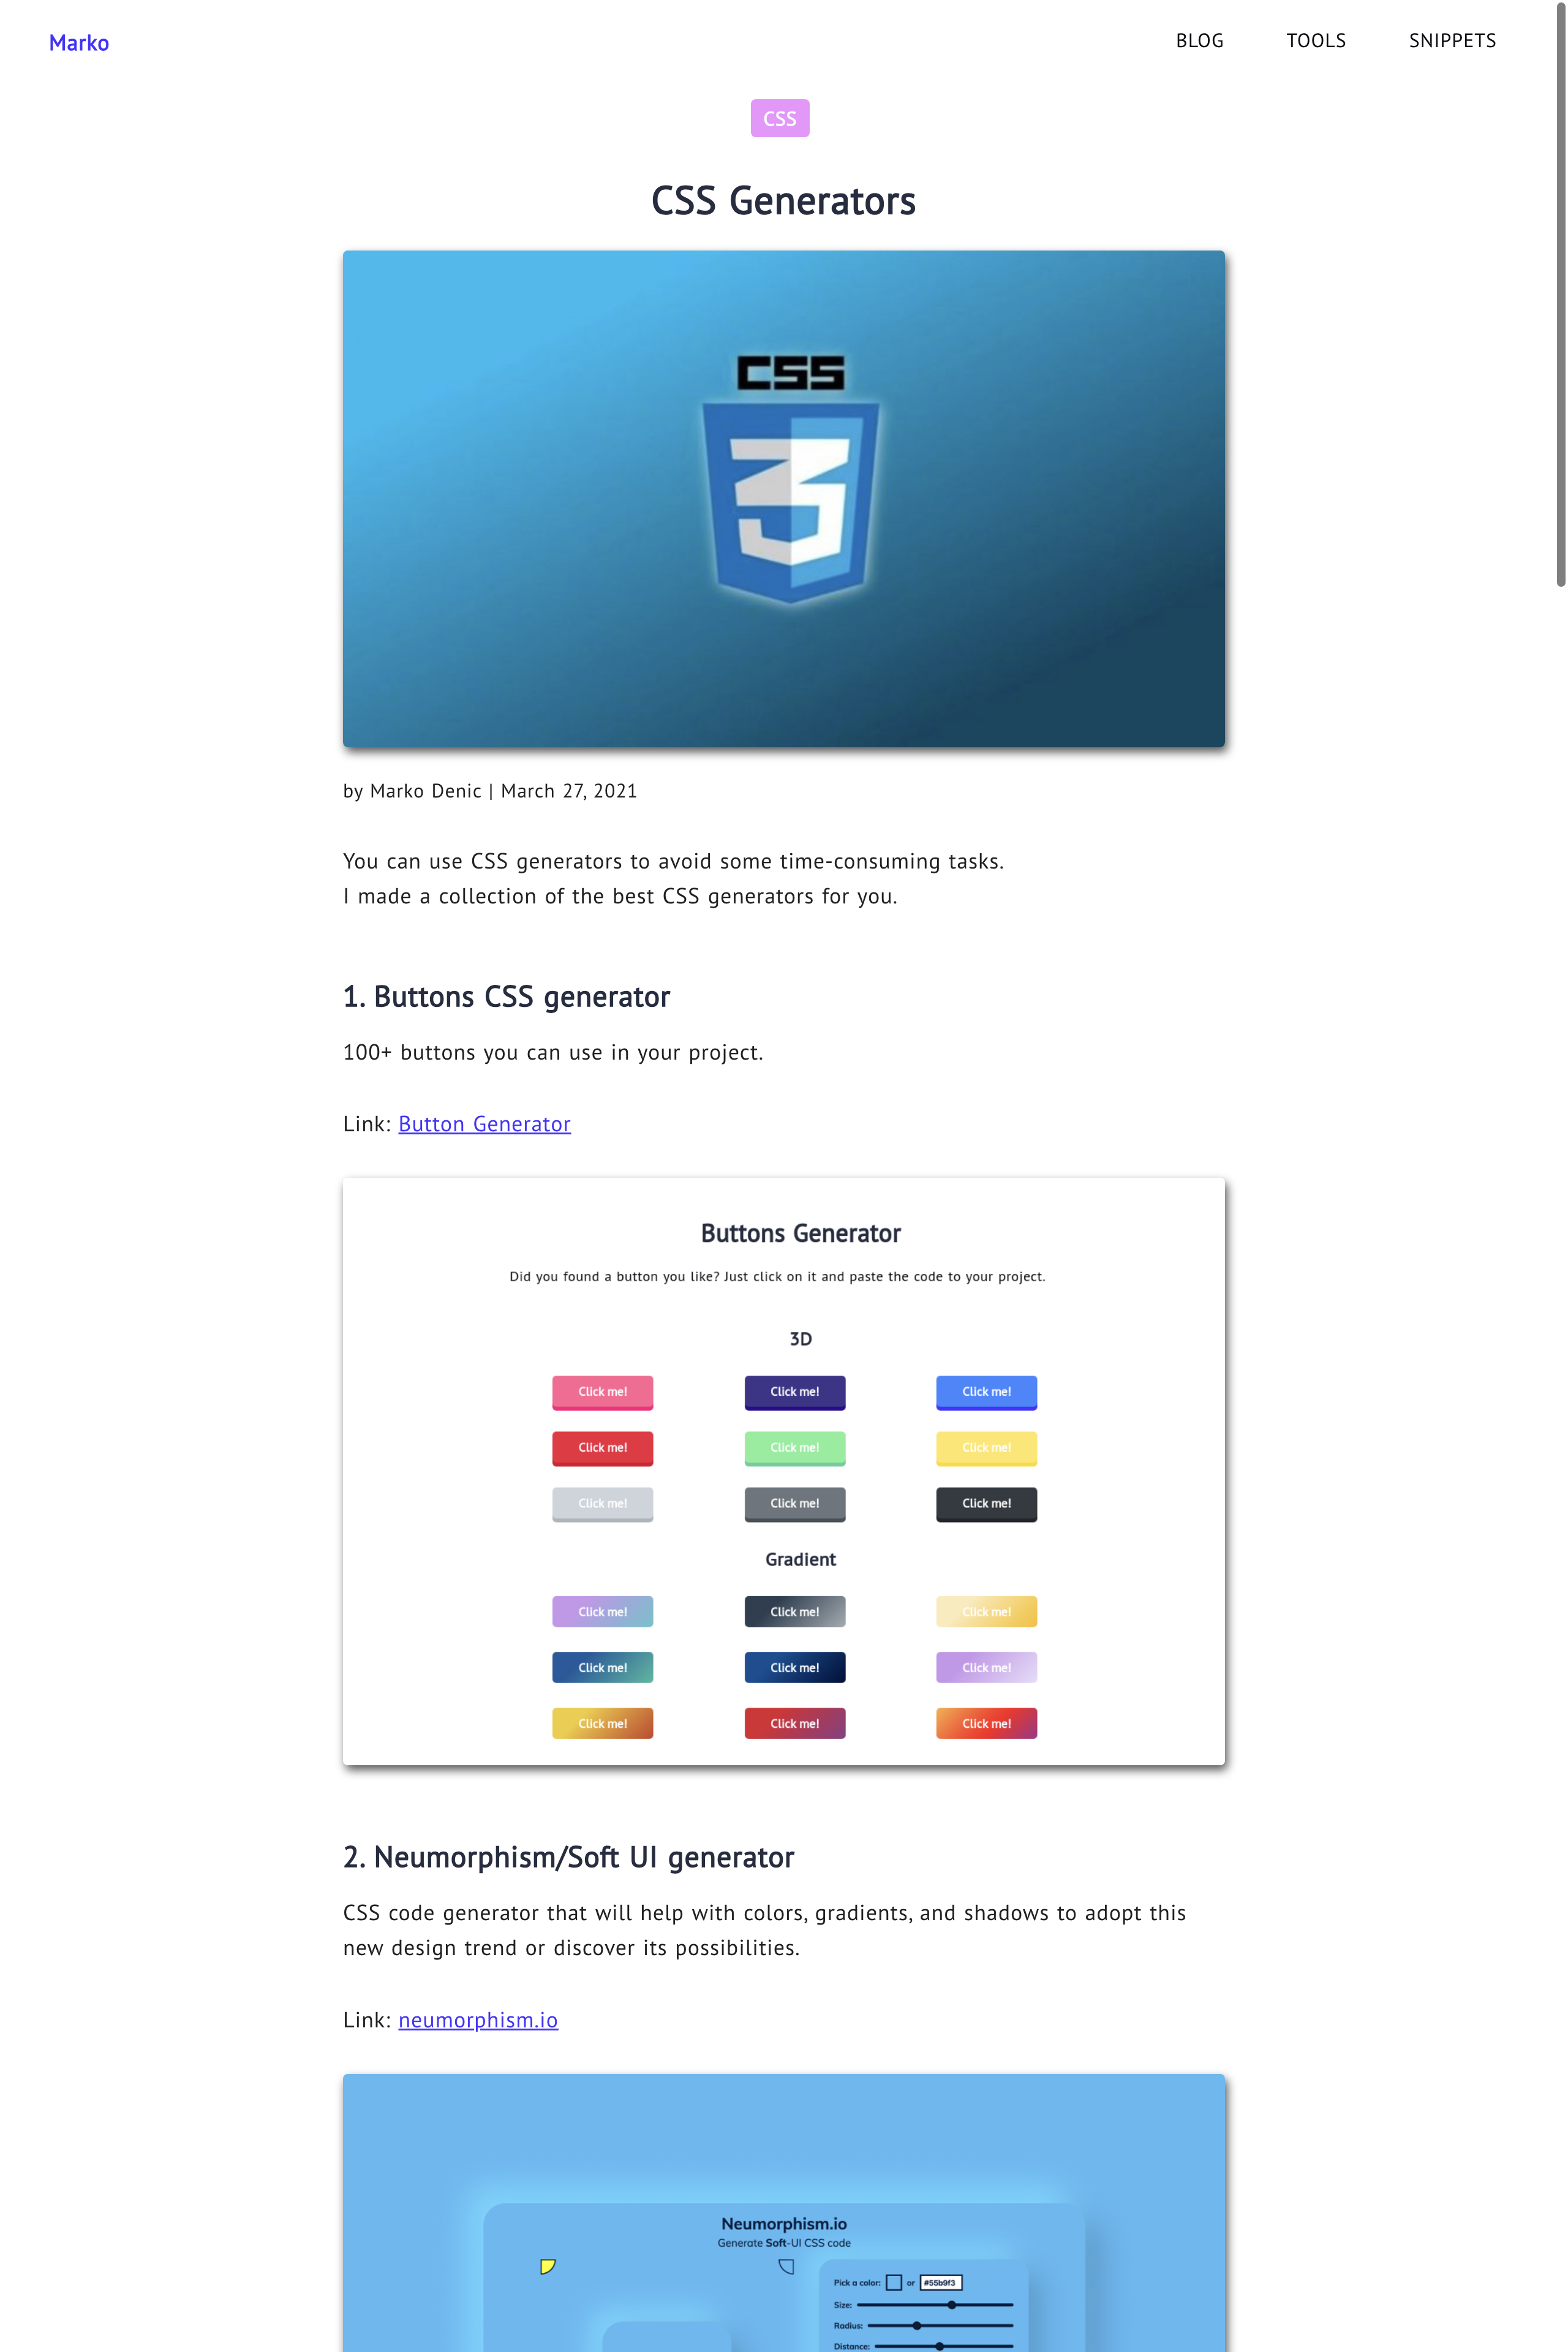 Marko
BLOG TOOLS SNIPPETS
CSS
CSS Generators
CSS
3
by Marko Denic | March 27, 2021
You can use CSS generators to avoid some time-consuming tasks.
I made a collection of the best CSS generators for you.
1. Buttons CSS generator
100+ buttons you can use in your project.
Link: Button Generator
Buttons Generator
Did you found a button you like? Just click on it and paste the code to your project.
3D
Click me! Click me! Click me!
Click me! Click me! Click me!
Click me! Click me! Click me!
Gradient
Click me! Click me! Click me!
Click me! Click me! Click me!
Click me! Click me! Click me!
2. Neumorphism/Soft UI generator
CSS code generator that will help with colors, gradients, and shadows to adopt this
new design trend or discover its possibilities.
Link: neumorphism.io
Neumorphism.io
Generate Soft-UI CSS code
Pick a color: or #55b9f3
Size:
Radius:
Distance: